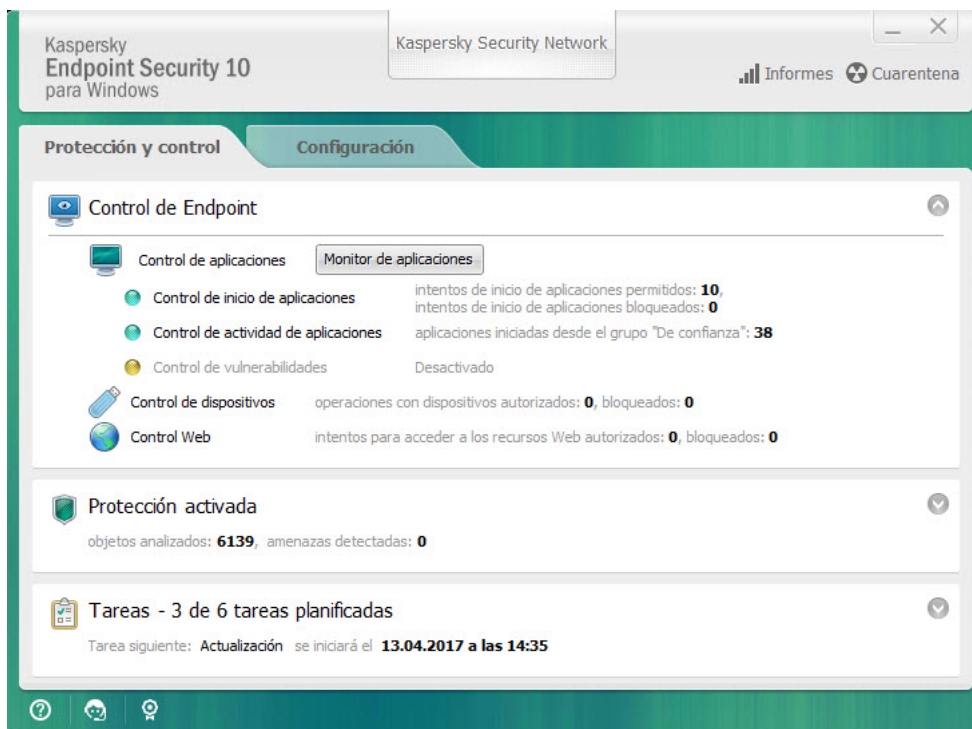 Kaspersky
Endpoint Security 10
para Windows
Kaspersky Security Network
Informes
Cuarentena
Protección y control
Configuración
Control de Endpoint
Control de aplicaciones
Monitor de aplicaciones
Control de inicio de aplicaciones
intentos de inicio de aplicaciones permitidos: 10,
intentos de inicio de aplicaciones bloqueados: 0
Control de actividad de aplicaciones
aplicaciones iniciadas desde el grupo "De confianza": 38
Control de vulnerabilidades
Desactivado
Control de dispositivos
operaciones con dispositivos autorizados: 0, bloqueados: 0
Control Web
intentos para acceder a los recursos Web autorizados: 0, bloqueados: 0
Protección activada
objetos analizados: 6139, amenazas detectadas: 0
Tareas - 3 de 6 tareas planificadas
Tarea siguiente: Actualización se iniciará el 13.04.2017 a las 14:35